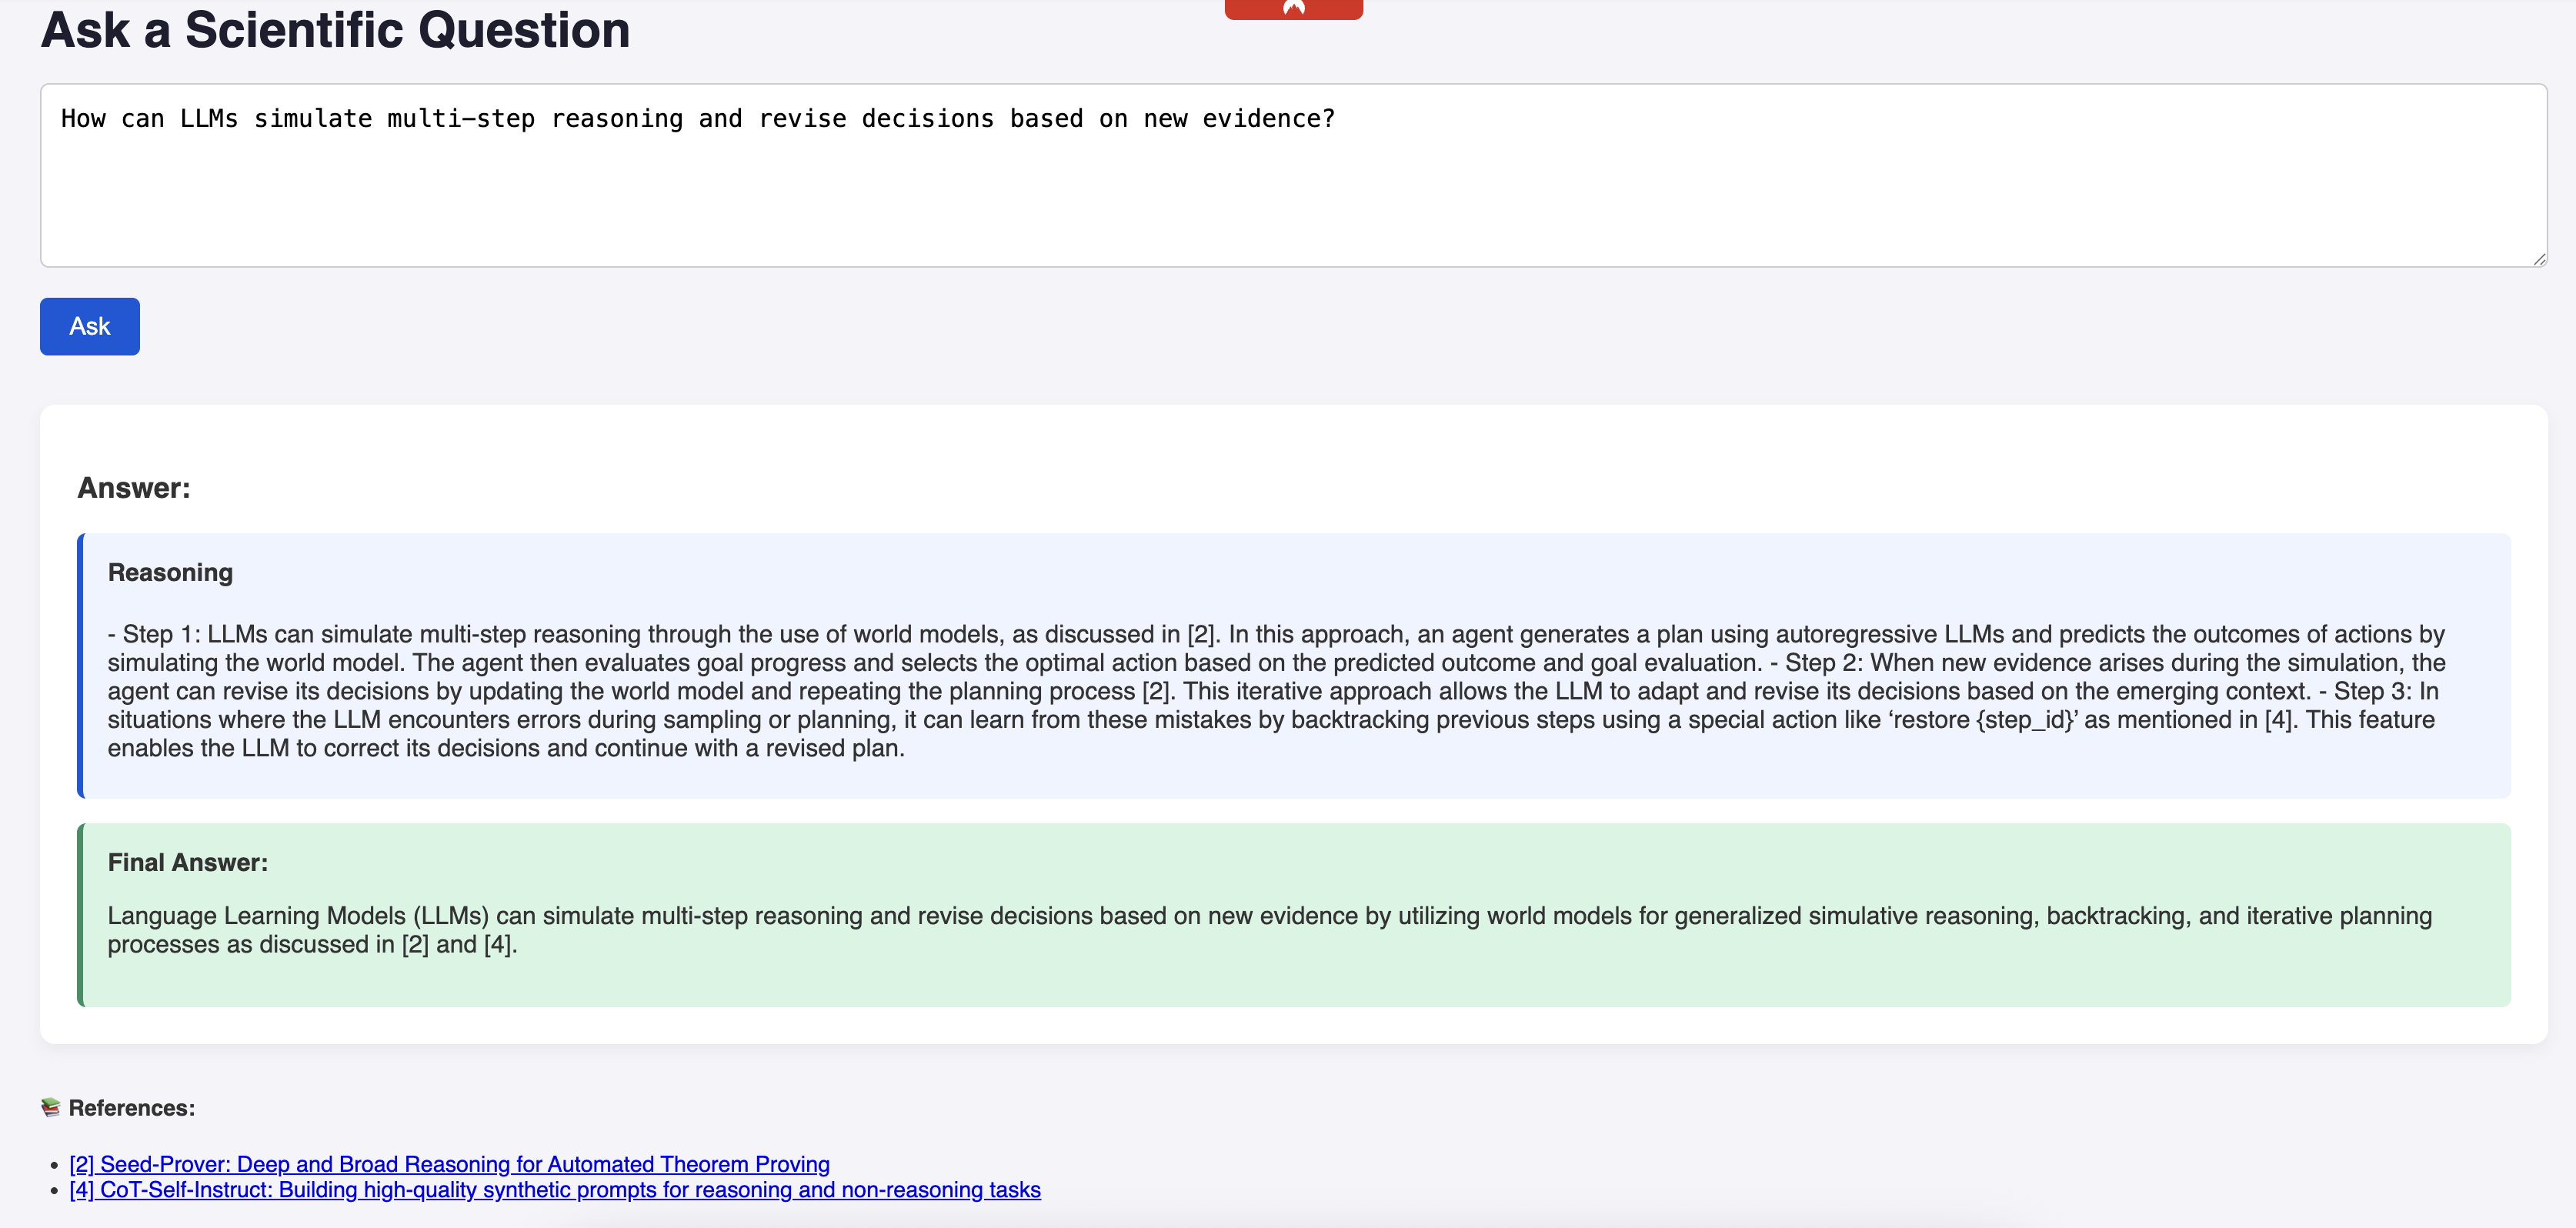 Ask a Scientific Question
How can LLMs simulate multi-step reasoning and revise decisions based on new evidence?
Ask
Answer:
Reasoning
- Step 1: LLMs can simulate multi-step reasoning through the use of world models, as discussed in [2]. In this approach, an agent generates a plan using autoregressive LLMs and predicts the outcomes of actions by
simulating the world model. The agent then evaluates goal progress and selects the optimal action based on the predicted outcome and goal evaluation. - Step 2: When new evidence arises during the simulation, the
agent can revise its decisions by updating the world model and repeating the planning process [2]. This iterative approach allows the LLM to adapt and revise its decisions based on the emerging context. - Step 3: In
situations where the LLM encounters errors during sampling or planning, it can learn from these mistakes by backtracking previous steps using a special action like ‘restore {step_id}’ as mentioned in [4]. This feature
enables the LLM to correct its decisions and continue with a revised plan.
Final Answer:
Language Learning Models (LLMs) can simulate multi-step reasoning and revise decisions based on new evidence by utilizing world models for generalized simulative reasoning, backtracking, and iterative planning
processes as discussed in [2] and [4].
📚 References:
• [2] Seed-Prover: Deep and Broad Reasoning for Automated Theorem Proving
• [4] CoT-Self-Instruct: Building high-quality synthetic prompts for reasoning and non-reasoning tasks